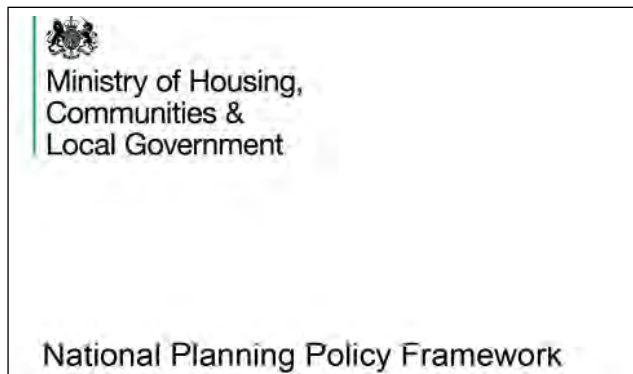 Ministry of Housing,
Communities &
Local Government
National Planning Policy Framework